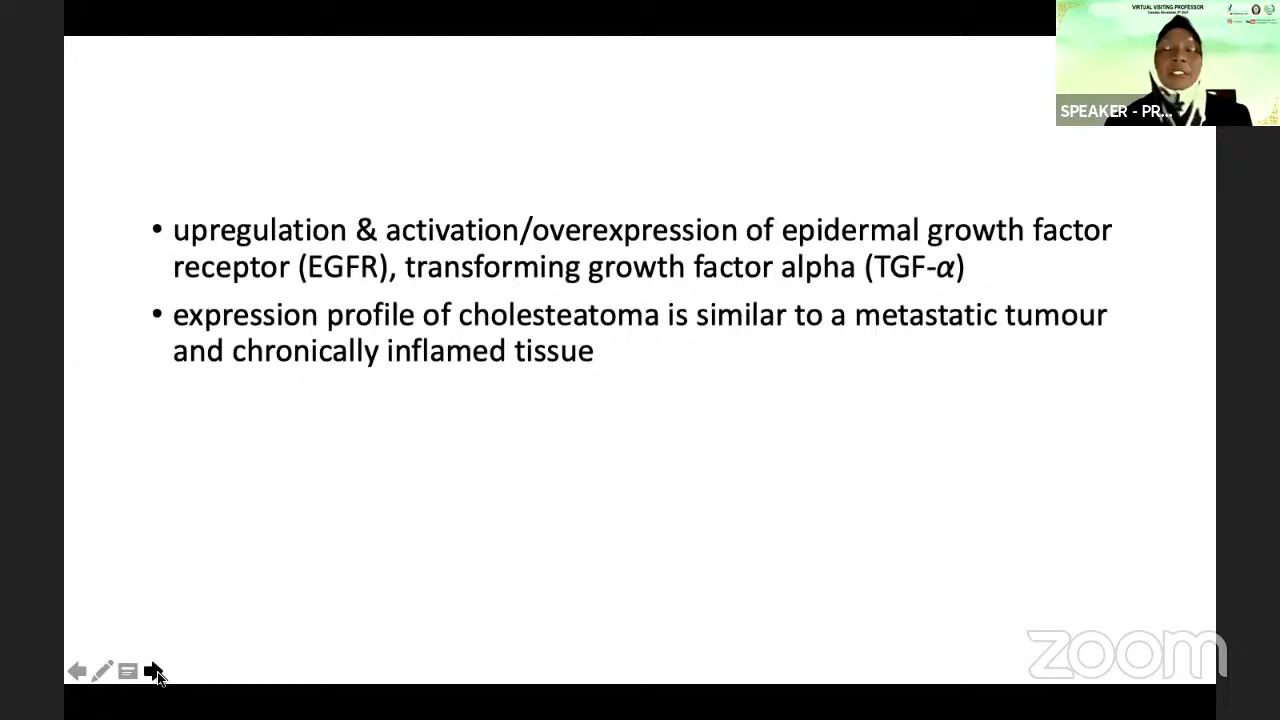 VIRTUAL VISITING PROFESSOR
SPEAKER - PR...
• upregulation & activation/overexpression of epidermal growth factor
receptor (EGFR), transforming growth factor alpha (TGF-α)
• expression profile of cholesteatoma is similar to a metastatic tumour
and chronically inflamed tissue
zoom